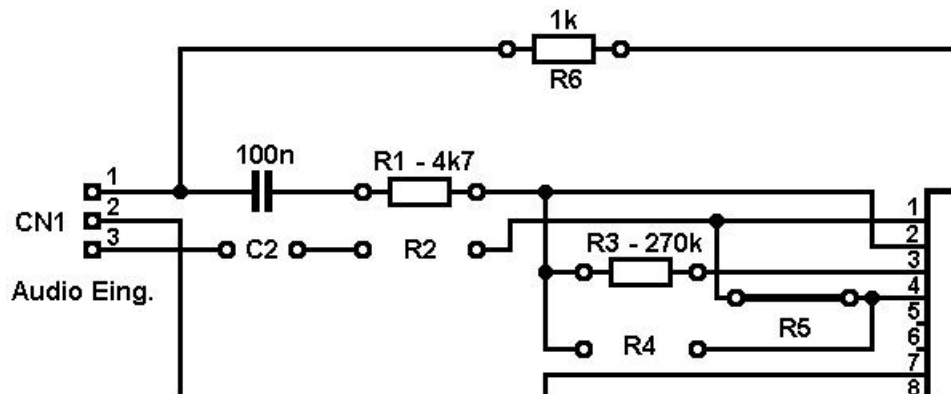 1k
R6
100n
R1 - 4k7
1
CN1
2
3
C2
R2
R3 - 270k
Audio Eing.
R5
R4
1
2
3
4
5
6
7
8